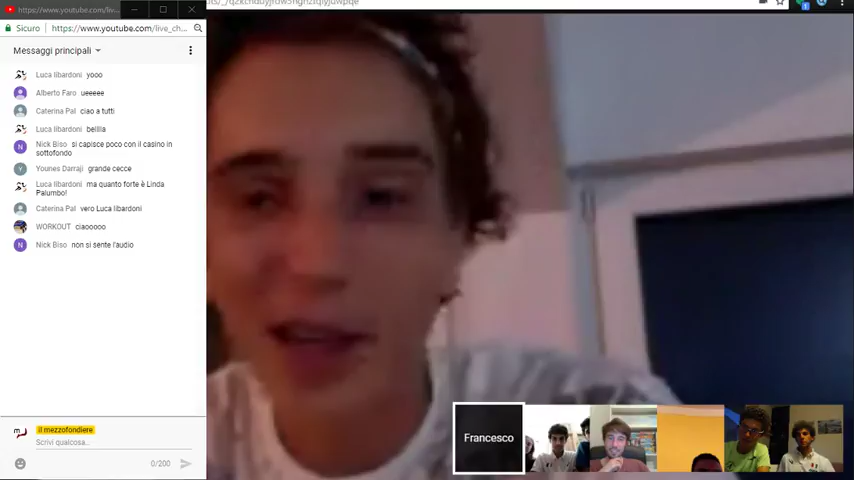 https://www.youtube.com/live_ch...
Sicuro
https://www.youtube.com/live_ch...
Messaggi principali
Luca libardoni yooo
Alberto Faro ueeeee
Caterina Pal ciao a tutti
Luca libardoni bellla
Nick Biso si capisce poco con il casino in
sottofondo
Younes Darraji grande cecce
Luca libardoni ma quanto forte è Linda
Palumbo!
Caterina Pal vero Luca libardoni
WORKOUT ciaoooo
Nick Biso non si sente l'audio
il mezzofondiere
Scrivi qualcosa...
0/200
Francesco